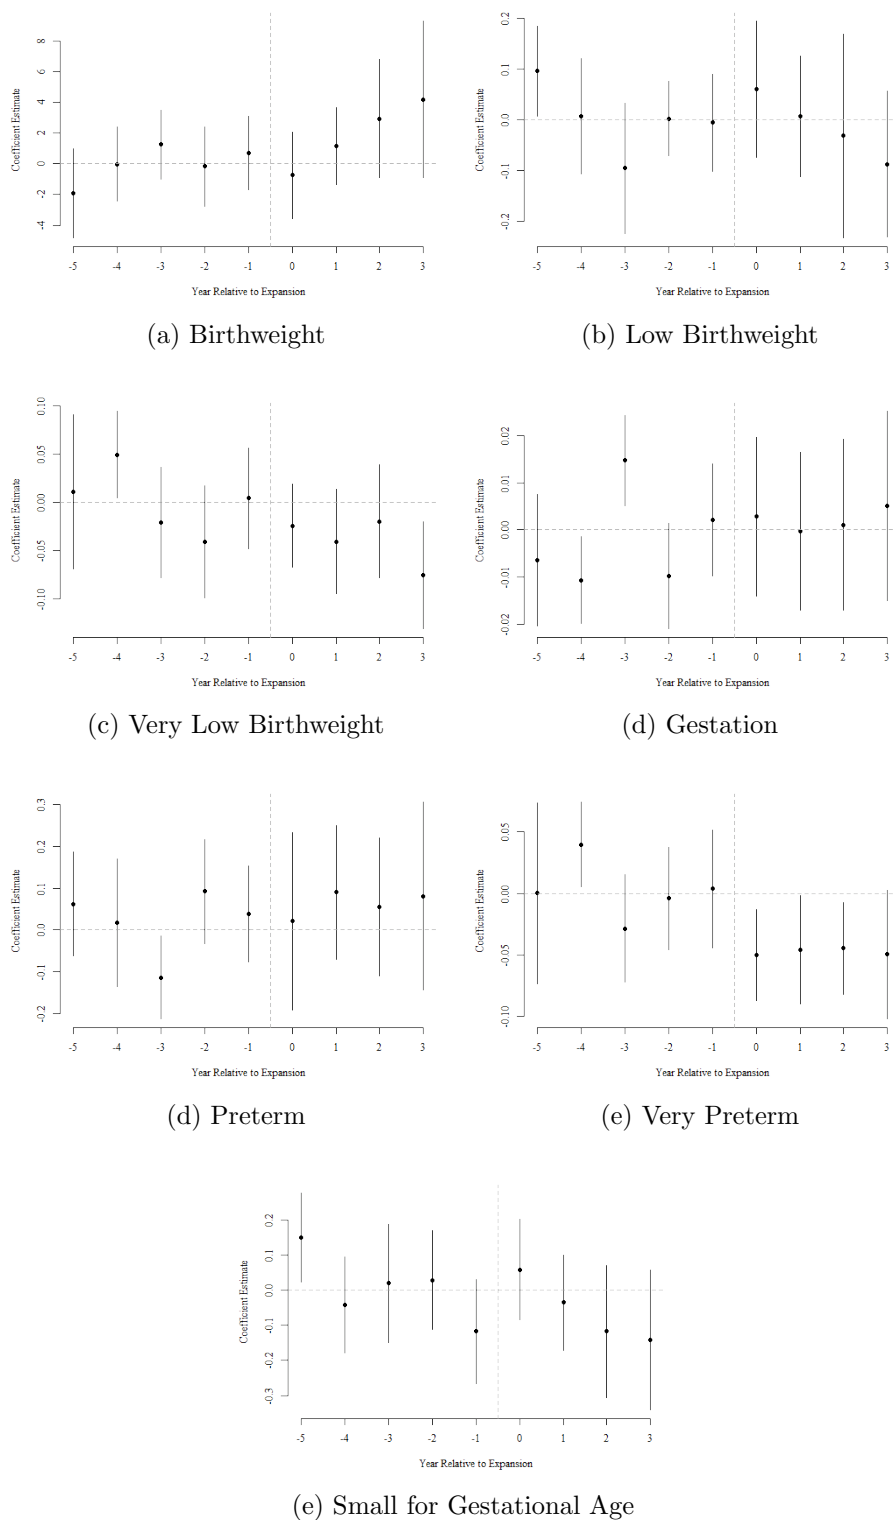 Coefficient Estimate
8
6
4
2
0
-2
-4
-5 -4 -3 -2 -1 0 1 2 3
Year Relative to Expansion
(a) Birthweight
Coefficient Estimate
0.2
0.1
0.0
-0.1
-0.2
-5 -4 -3 -2 -1 0 1 2 3
Year Relative to Expansion
(b) Low Birthweight
Coefficient Estimate
0.10
0.05
0.00
-0.05
-0.10
-5 -4 -3 -2 -1 0 1 2 3
Year Relative to Expansion
(c) Very Low Birthweight
Coefficient Estimate
0.02
0.01
0.00
-0.01
-0.02
-5 -4 -3 -2 -1 0 1 2 3
Year Relative to Expansion
(d) Gestation
Coefficient Estimate
0.3
0.2
0.1
0.0
-0.1
-0.2
-5 -4 -3 -2 -1 0 1 2 3
Year Relative to Expansion
(d) Preterm
Coefficient Estimate
0.05
0.00
-0.05
-0.10
-5 -4 -3 -2 -1 0 1 2 3
Year Relative to Expansion
(e) Very Preterm
Coefficient Estimate
0.2
0.1
0.0
-0.1
-0.2
-0.3
-5 -4 -3 -2 -1 0 1 2 3
Year Relative to Expansion
(e) Small for Gestational Age